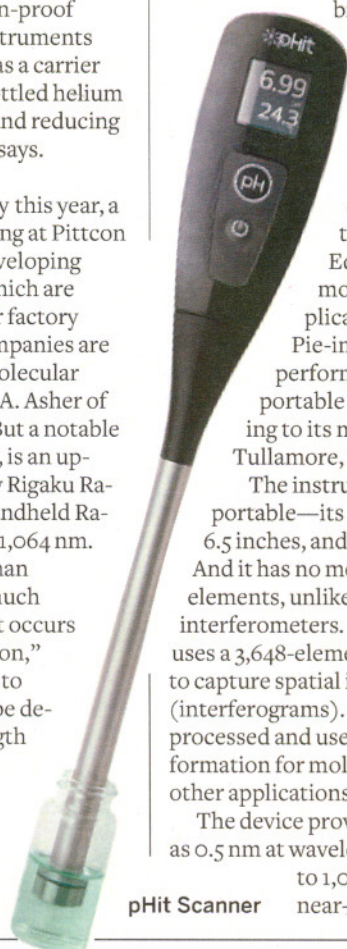 n-proof
struments
as a carrier
ttled helium
and reducing
says.
y this year, a
ng at Pittcon
veloping
hich are
r factory
mpanies are
olecular
A. Asher of
But a notable
, is an up-
y Rigaku Ra-
ndheld Ra-
1,064 nm.
nan
nuch
t occurs
on,”
to
be de-
gth
pHit
6.99
24.3
pH
pHit Scanner
t
Ec
mo
plica
Pie-in
perform
portable
ing to its m
Tullamore,
The instru
portable—its
6.5 inches, and
And it has no mo
elements, unlike
interferometers.
uses a 3,648-eleme
to capture spatial i
(interferograms).
processed and use
formation for mol
other applications
The device prov
as 0.5 nm at wavele
to 1,0
near-